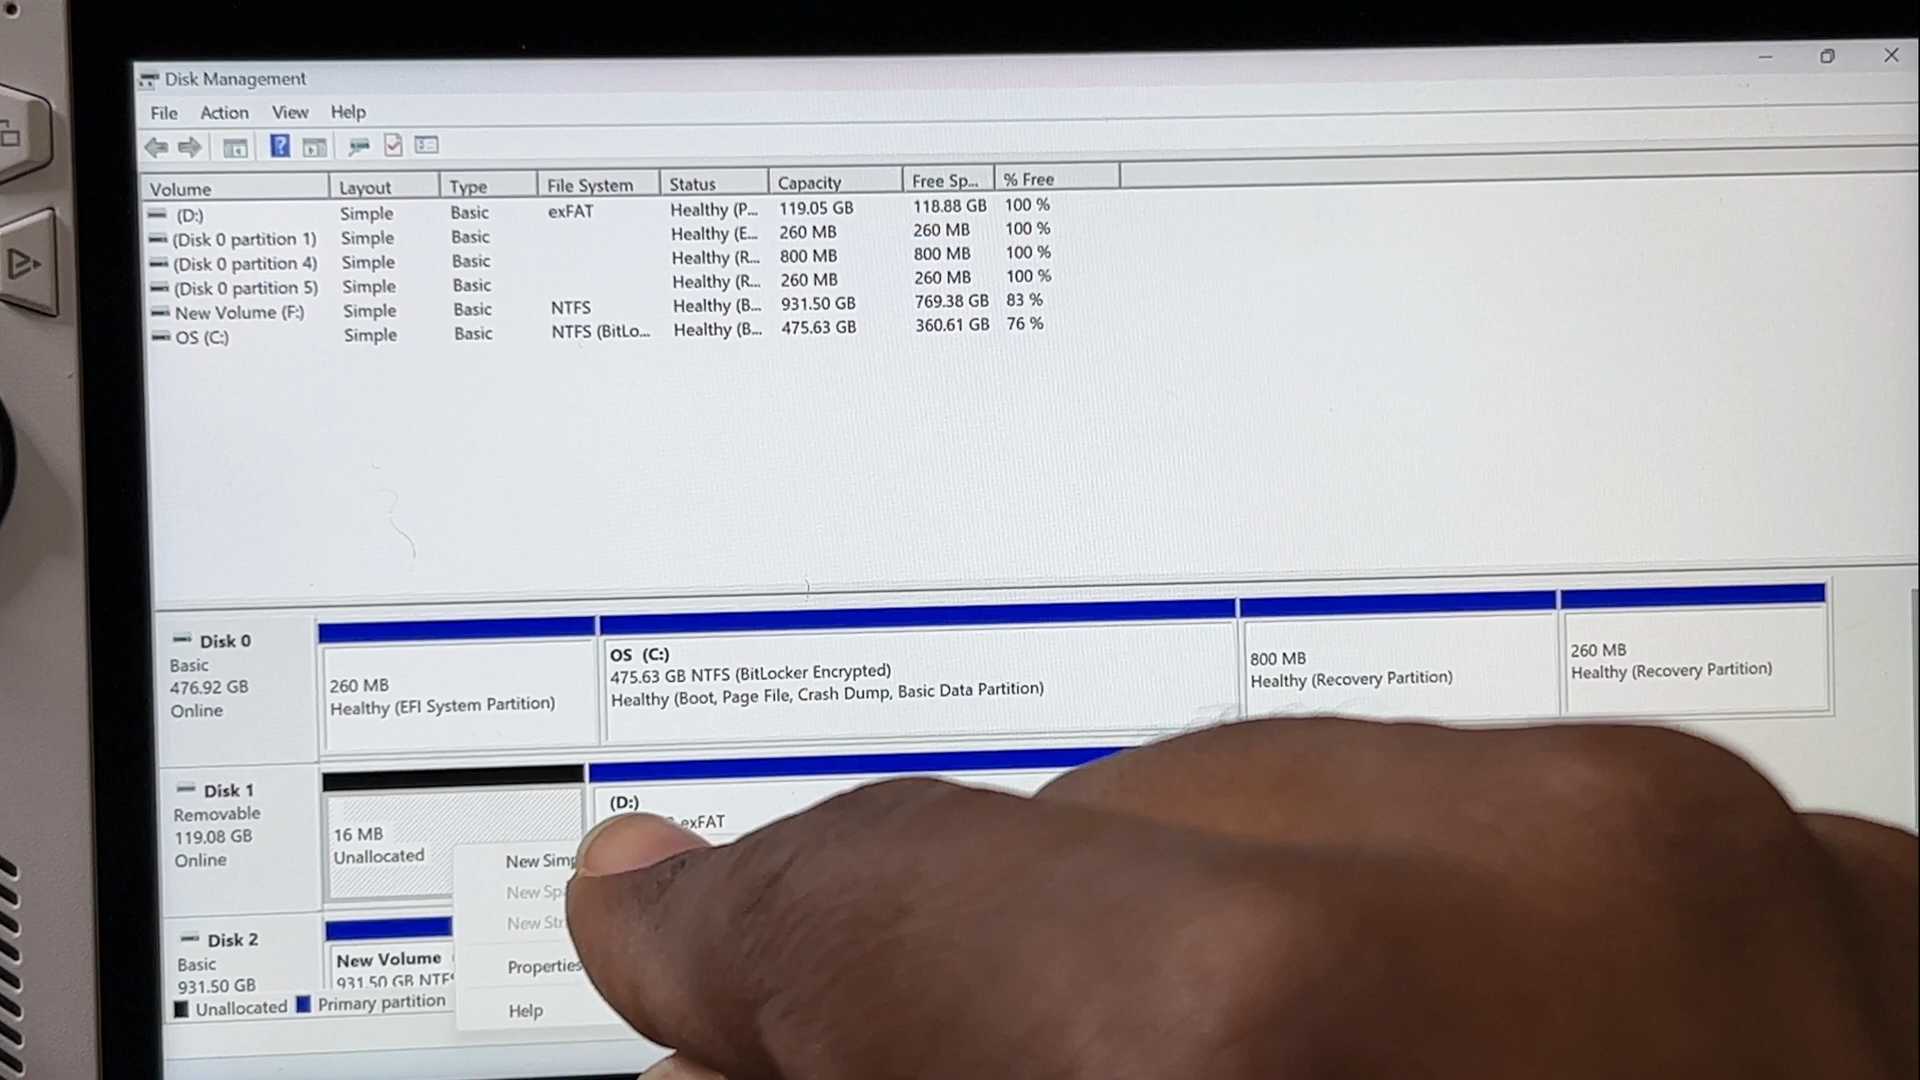 Disk Management
File Action View Help
Volume Layout Type File System Status Capacity Free Sp... % Free
(D:) Simple Basic exFAT Healthy (P... 119.05 GB 118.88 GB 100 %
(Disk 0 partition 1) Simple Basic Healthy (E... 260 MB 260 MB 100 %
(Disk 0 partition 4) Simple Basic Healthy (R... 800 MB 800 MB 100 %
(Disk 0 partition 5) Simple Basic Healthy (R... 260 MB 260 MB 100 %
New Volume (F:) Simple Basic NTFS Healthy (B... 931.50 GB 769.38 GB 83 %
OS (C:) Simple Basic NTFS (BitLo... Healthy (B... 475.63 GB 360.61 GB 76 %
Disk 0
Basic
476.92 GB
Online
260 MB
Healthy (EFI System Partition)
OS (C:)
475.63 GB NTFS (BitLocker Encrypted)
Healthy (Boot, Page File, Crash Dump, Basic Data Partition)
800 MB
Healthy (Recovery Partition)
260 MB
Healthy (Recovery Partition)
Disk 1
Removable
119.08 GB
Online
16 MB
Unallocated
(D:)
exFAT
New
New
New
Properties
Help
Disk 2
Basic
931.50 GB
New Volume
931.50 GB NTFS
Unallocated Primary partition